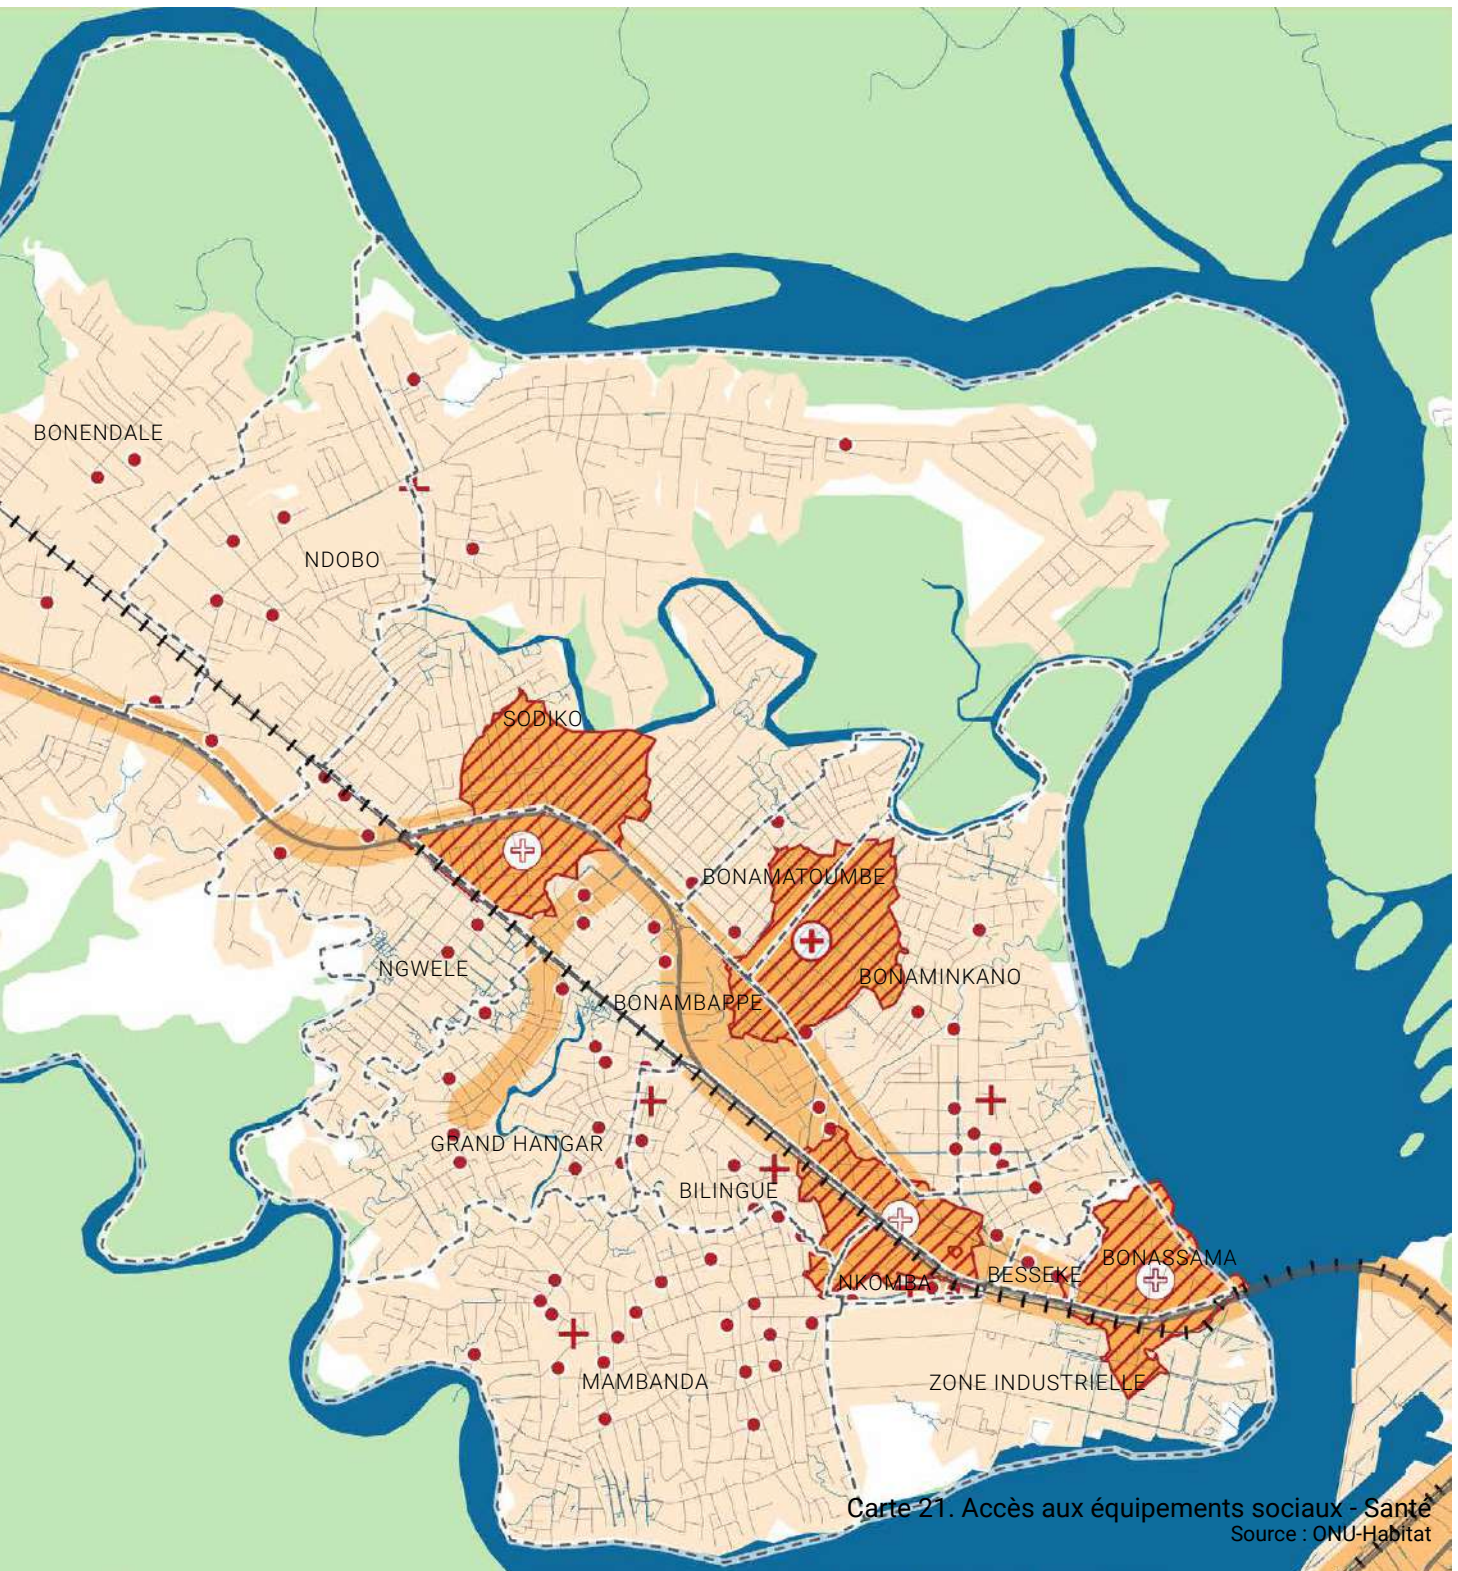 BONENDALE
NDOBO
SODIKO
BONAMATOUMBE
NGWELE
BONAMINKANO
BONAMBAPPE
GRAND HANGAR
BILINGUE
BONASSAMA
NKOMBA
BESSEKE
MAMBANDA
ZONE INDUSTRIELLE
Carte 21. Accès aux équipements sociaux - Santé
Source : ONU-Habitat